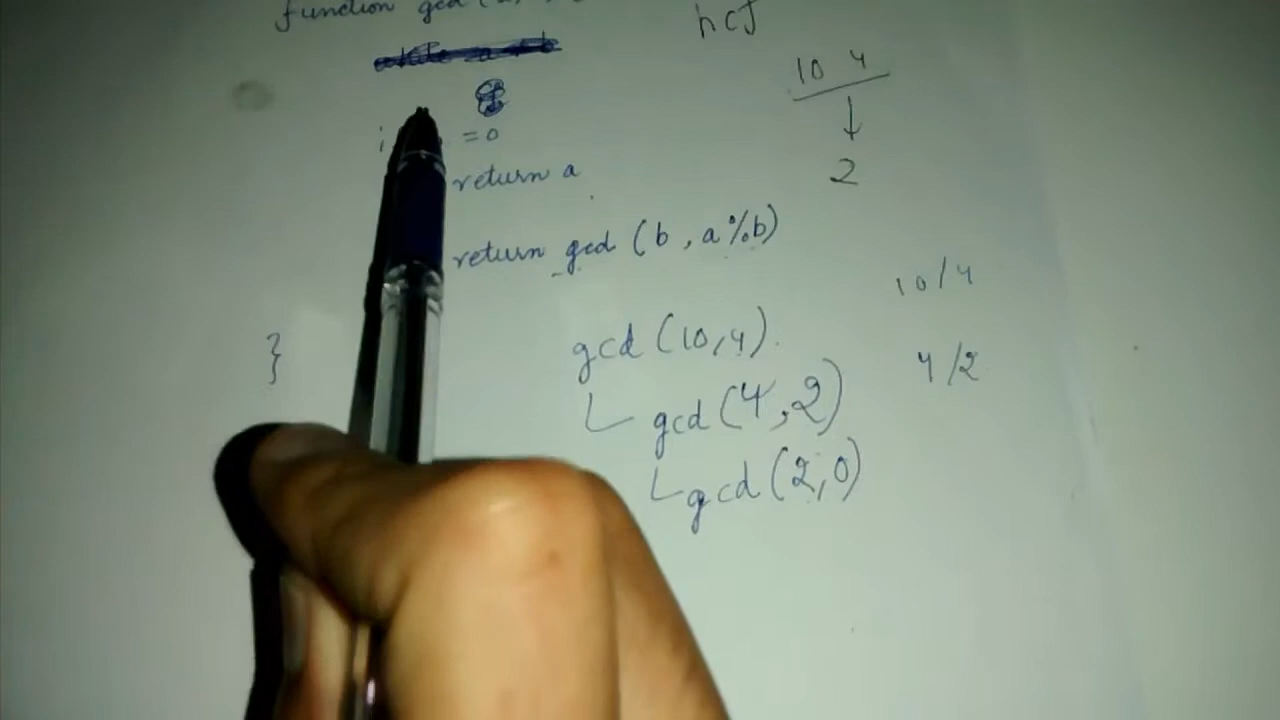 function gcd (a,
hcf
10 4
i = 0
2
return a
return gcd (b , a%b)
10/4
gcd (10,4).
}
4/2
gcd (4,2)
gcd (2,0)